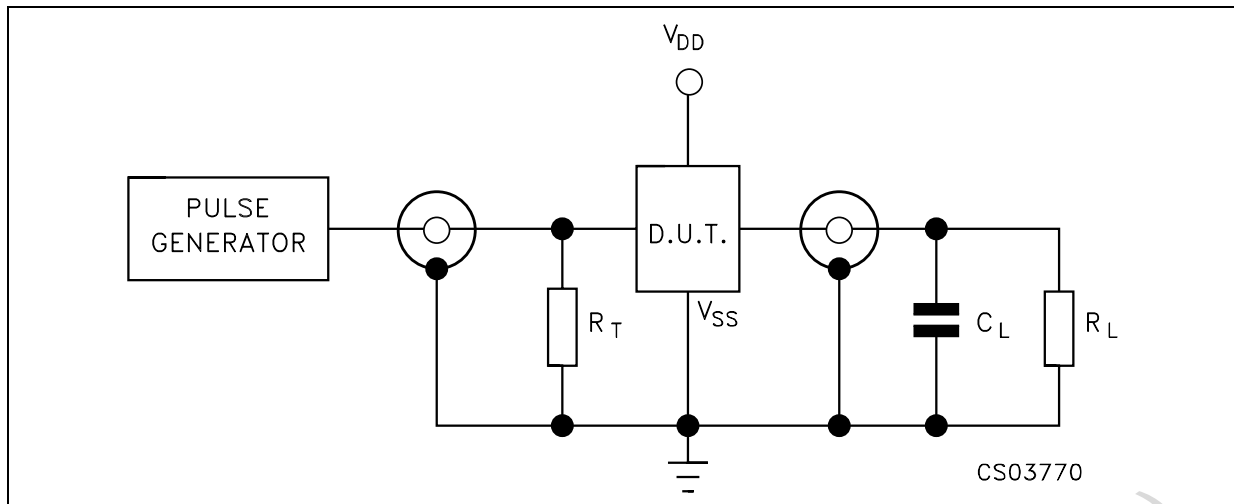 VDD
PULSE
GENERATOR
D.U.T.
VSS
RT
CL
RL
CS03770